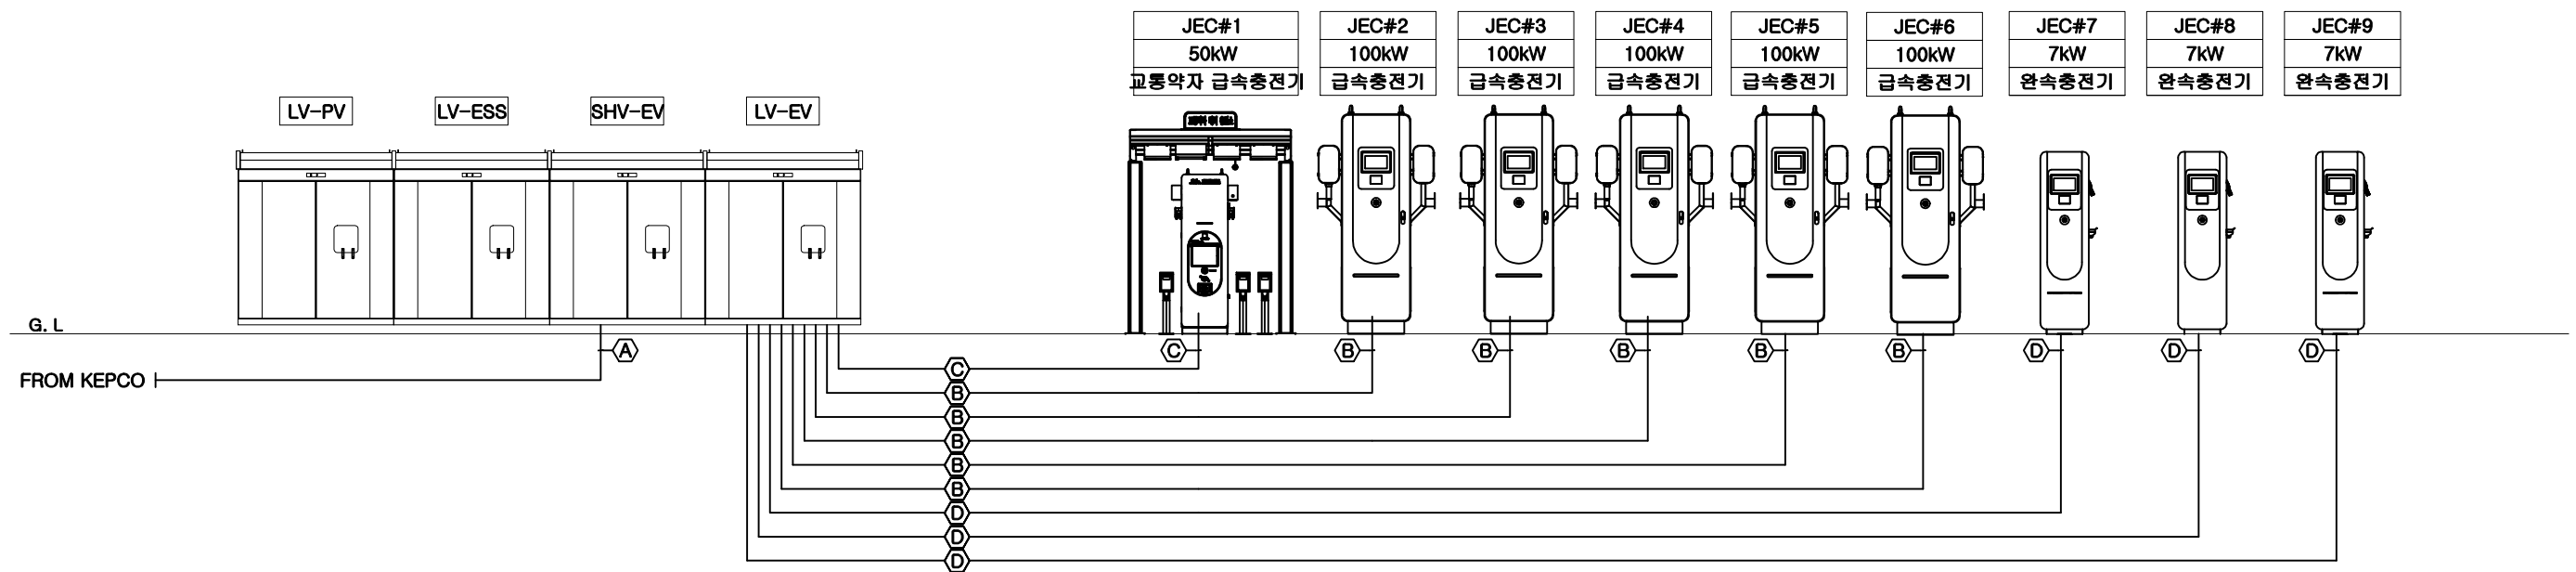 JEC#1
50kW
교통약자 급속충전기
JEC#2
100kW
급속충전기
JEC#3
100kW
급속충전기
JEC#4
100kW
급속충전기
JEC#5
100kW
급속충전기
JEC#6
100kW
급속충전기
JEC#7
7kW
완속충전기
JEC#8
7kW
완속충전기
JEC#9
7kW
완속충전기
LV-PV
LV-ESS
SHV-EV
LV-EV
G.L
A
C
B
B
B
B
B
D
D
D
FROM KEPCO
C
B
B
B
B
B
D
D
D